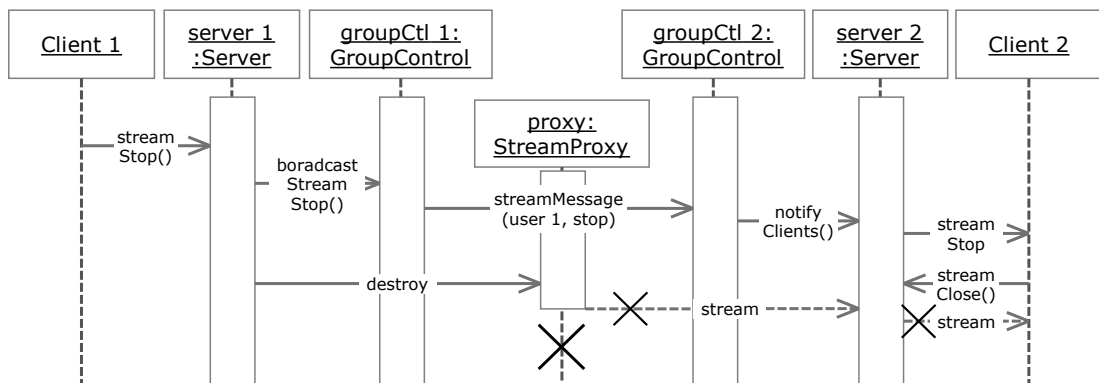 Client 1
server 1
:Server
groupCtl 1:
GroupControl
groupCtl 2:
GroupControl
server 2
:Server
Client 2
proxy:
StreamProxy
stream
Stop()
boradcast
Stream
Stop()
streamMessage
(user 1, stop)
notify
Clients()
stream
Stop
destroy
stream
Close()
stream
stream